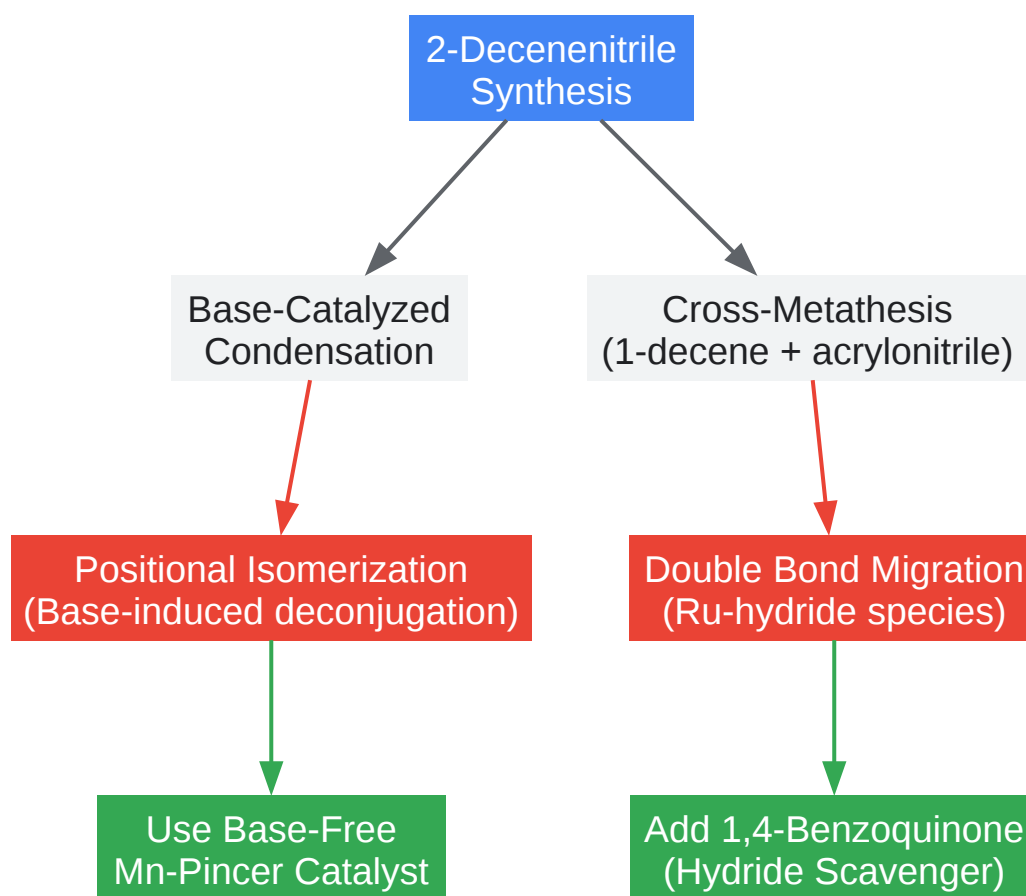 2-Decenenitrile
Synthesis
Base-Catalyzed
Condensation
Cross-Metathesis
(1-decene + acrylonitrile)
Positional Isomerization
(Base-induced deconjugation)
Double Bond Migration
(Ru-hydride species)
Use Base-Free
Mn-Pincer Catalyst
Add 1,4-Benzoquinone
(Hydride Scavenger)